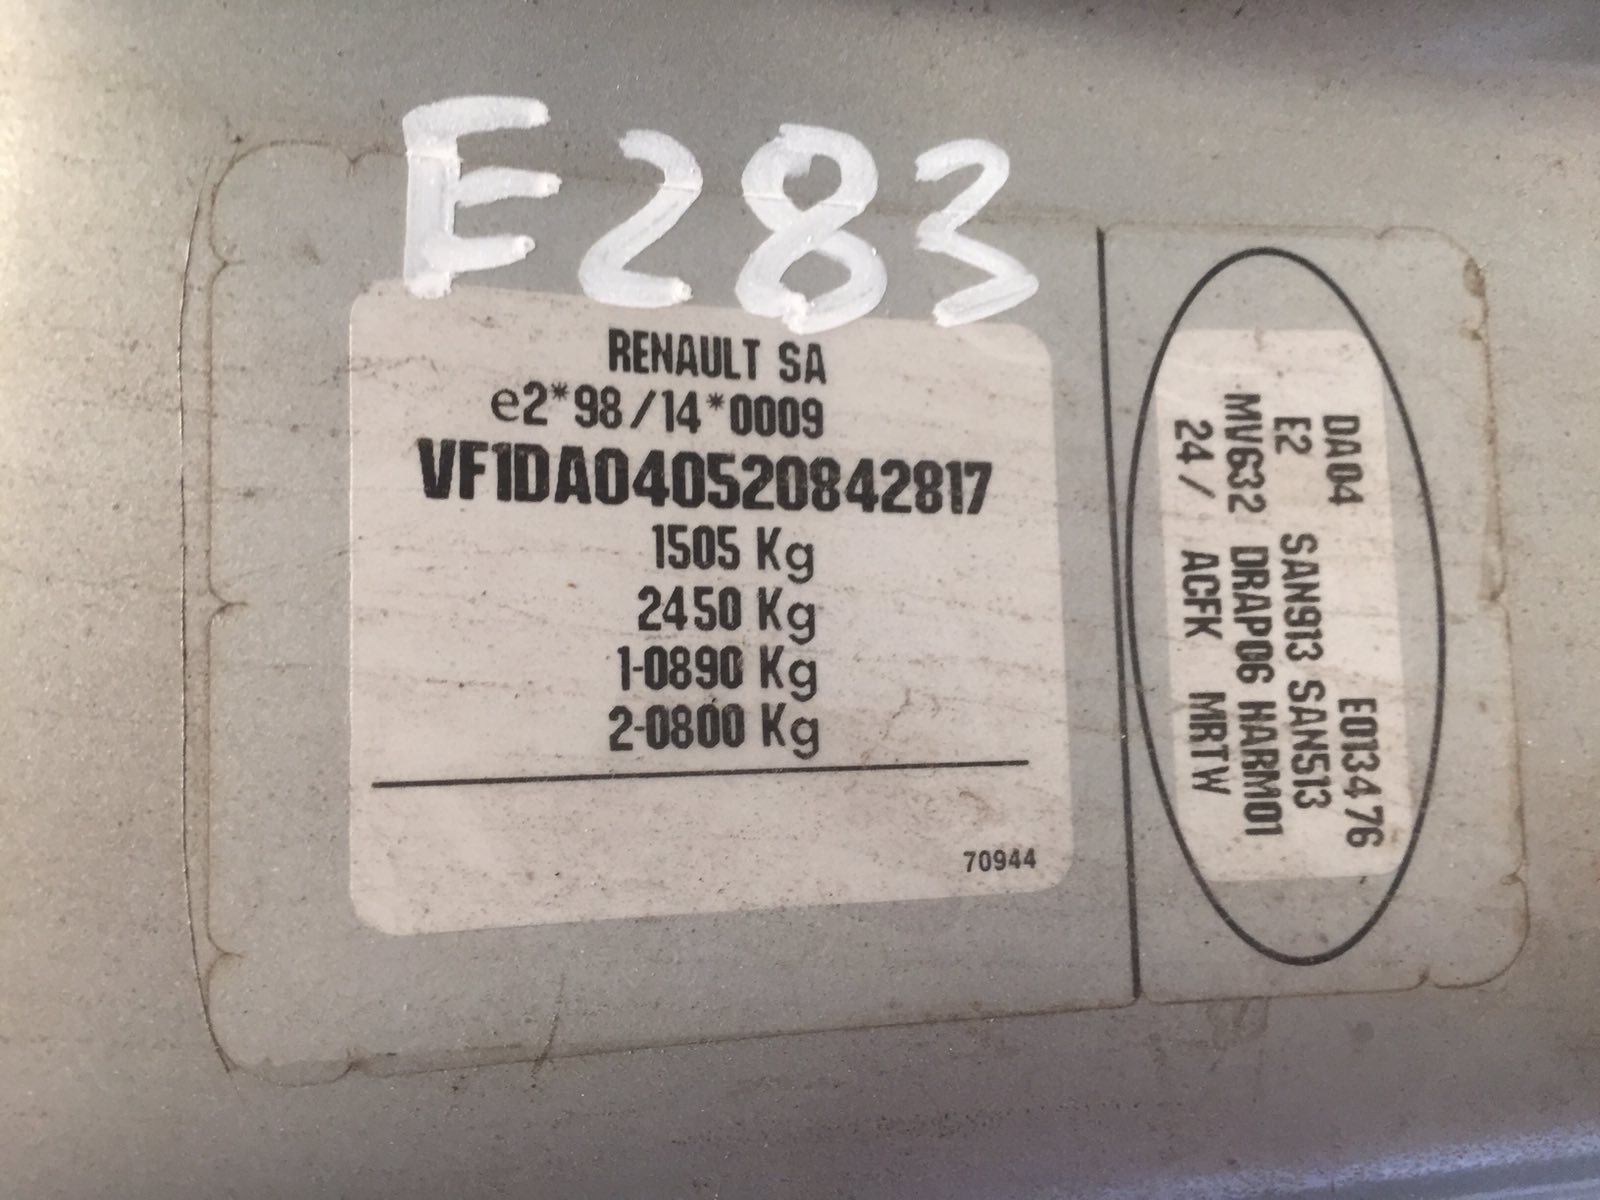 E283
RENAULT SA
e2*98/14*0009
VF1DA040520842817
1505 Kg
2450 Kg
1-0890 Kg
2-0800 Kg
70944
DA04 E013476
E2 SAN913 SAN513
MV632 DRAP06 HARM01
24 / ACFK MRTW